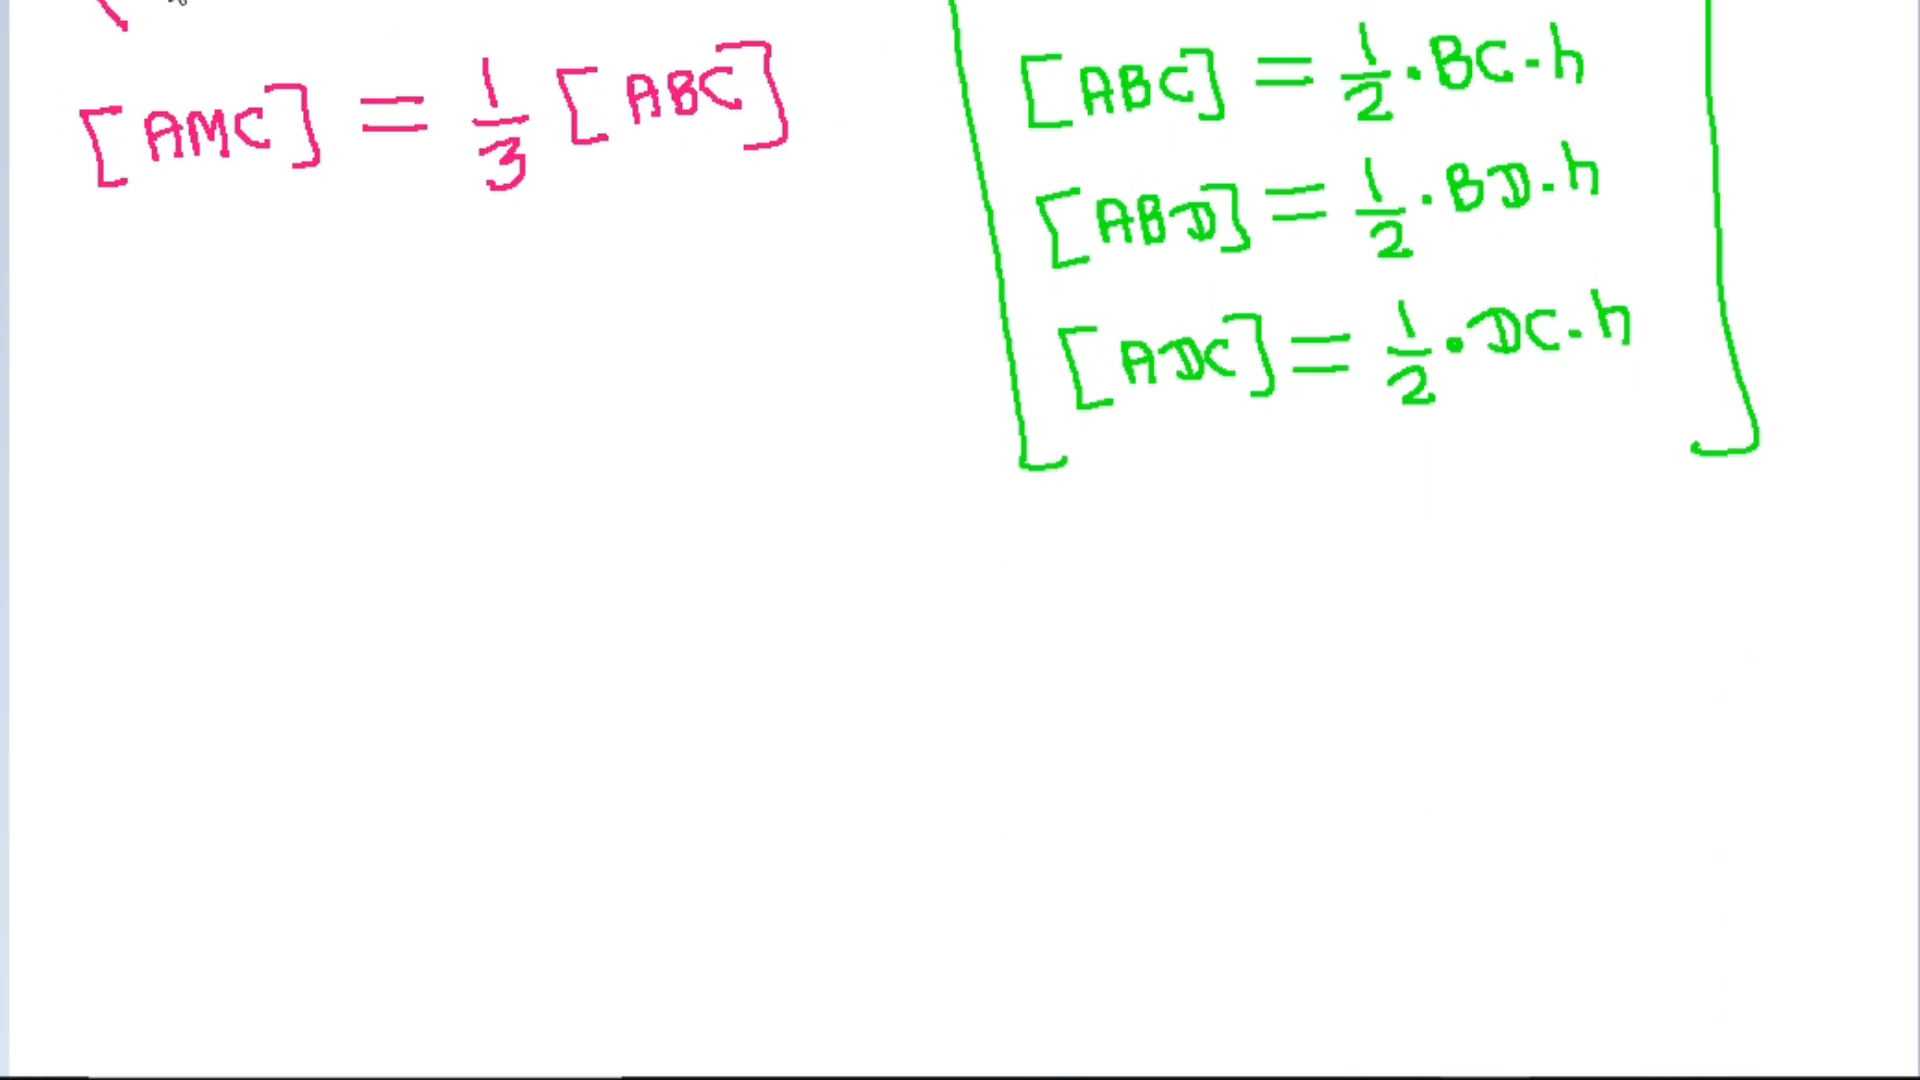 [AMC] = 1/3 [ABC]
[ABC] = 1/2 · BC · h
[ABD] = 1/2 · BD · h
[ADC] = 1/2 · DC · h